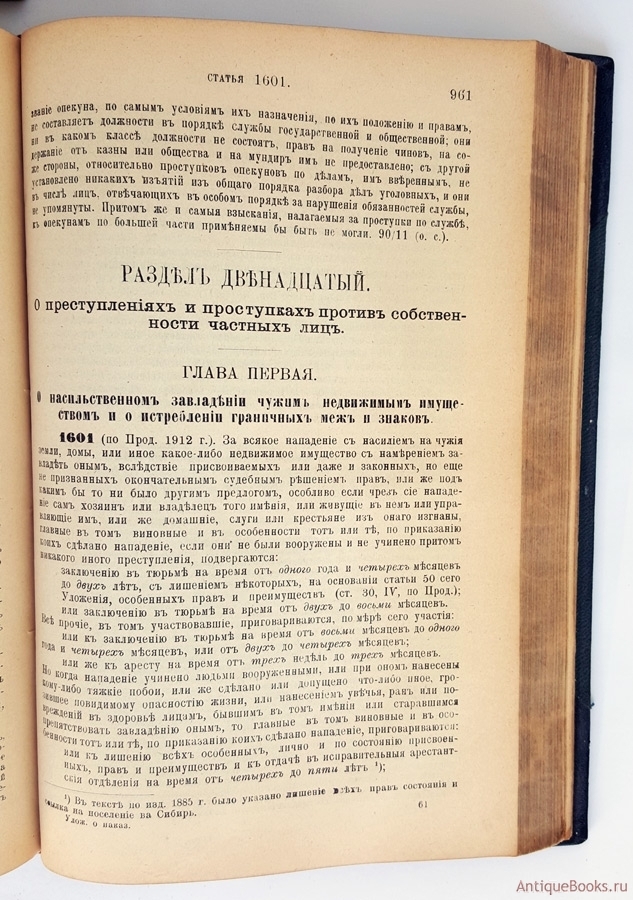 СТАТЬЯ 1601.
961
званіе опекуна, по самымъ условіямъ ихъ назначенія, по ихъ положенію и правамъ,
не составляетъ должности въ порядкѣ службы государственной и общественной; они
ни въ какомъ классѣ должности не состоятъ, правъ на полученіе чиновъ, на со-
держаніе отъ казны или общества и на мундиръ имъ не предоставлено; съ другой
же стороны, относительно проступковъ опекуновъ по дѣламъ, имъ ввѣреннымъ, не
установлено никакихъ изъятій изъ общаго порядка разбора дѣлъ уголовныхъ, и они
въ числѣ лицъ, отвѣчающихъ въ особомъ порядкѣ за нарушенія обязанностей службы,
не упомянуты. Притомъ же и самыя взысканія, налагаемыя за проступки по службѣ,
къ опекунамъ по большей части примѣняемы бы быть не могли. 90/11 (о. с.).
РАЗДѢЛЪ ДВѢНАДЦАТЫЙ.
О преступленіяхъ и проступкахъ противъ собствен-
ности частныхъ лицъ.
ГЛАВА ПЕРВАЯ.
О насильственномъ завладѣніи чужимъ недвижимымъ имуще-
ствомъ и о истребленіи граничныхъ межъ и знаковъ.
1601 (по Прод. 1912 г.). За всякое нападеніе съ насиліемъ на чужія
земли, домы, или иное какое-либо недвижимое имущество съ намѣреніемъ за-
владѣть онымъ, вслѣдствіе присвоиваемыхъ или даже и законныхъ, но еще
не признанныхъ окончательнымъ судебнымъ рѣшеніемъ правъ, или же подъ
какимъ бы то ни было другимъ предлогомъ, особливо если чрезъ сіе нападе-
ніе самъ хозяинъ или владѣлецъ того имѣнія, или живущіе въ немъ или упра-
вляющіе имъ, или же домашніе, слуги или крестьяне изъ онаго изгнаны,
главные въ томъ виновные и въ особенности тотъ или тѣ, по приказанію
коихъ сдѣлано нападеніе, если они не были вооружены и не учинено притомъ
никакого иного преступленія, подвергаются:
заключенію въ тюрьмѣ на время отъ одного года и четырехъ мѣсяцевъ
до двухъ лѣтъ, съ лишеніемъ нѣкоторыхъ, на основаніи статьи 50 сего
Уложенія, особенныхъ правъ и преимуществъ (ст. 30, IV, по Прод.);
или заключенію въ тюрьмѣ на время отъ двухъ до восьми мѣсяцевъ.
Всѣ прочіе, въ томъ участвовавшіе, приговариваются, по мѣрѣ сего участія:
или къ заключенію въ тюрьмѣ на время отъ восьми мѣсяцевъ до одного
года и четырехъ мѣсяцевъ, или отъ двухъ до четырехъ мѣсяцевъ;
или же къ аресту на время отъ трехъ недѣль до трехъ мѣсяцевъ.
Но когда нападеніе учинено людьми вооруженными, или при ономъ нанесены
кому-либо тяжкіе побои, или же сдѣлано или допущено что-либо иное, гро-
зившее повидимому опасностію жизни, или нанесеніемъ увѣчья, ранъ или по-
врежденій въ здоровьѣ лицамъ, бывшимъ въ томъ имѣніи или старавшимся
препятствовать завладѣнію онымъ, то главные въ томъ виновные и въ осо-
бенности тотъ или тѣ, по приказанію коихъ сдѣлано нападеніе, приговариваются:
или къ лишенію всѣхъ особенныхъ, лично и по состоянію присвоен-
ныхъ, правъ и преимуществъ и къ отдачѣ въ исправительныя арестант-
скія отдѣленія на время отъ четырехъ до пяти лѣтъ ¹);
¹) Въ текстѣ по изд. 1885 г. было указано лишеніе всѣхъ правъ состоянія и
ссылка на поселеніе въ Сибирь.
Улож. о наказ.
61
AntiqueBooks.ru